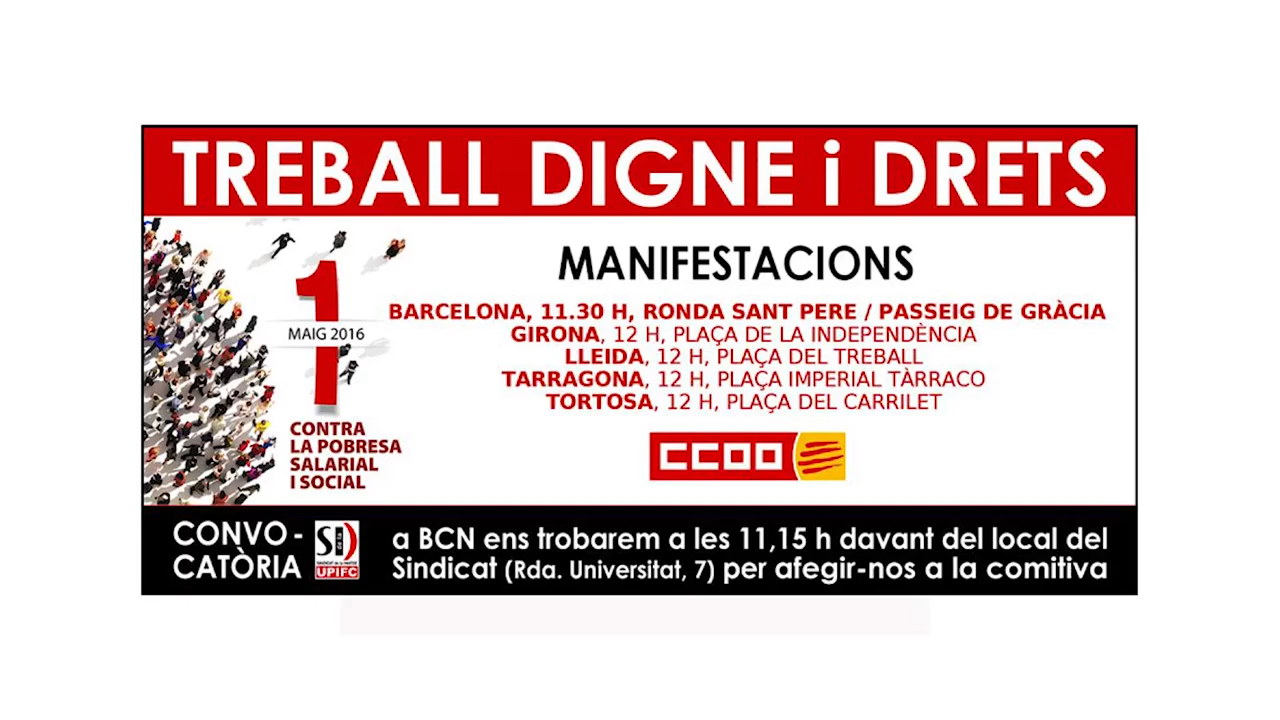 TREBALL DIGNE i DRETS
1
MAIG 2016
CONTRA
LA POBRESA
SALARIAL
I SOCIAL
MANIFESTACIONS
BARCELONA, 11.30 H, RONDA SANT PERE / PASSEIG DE GRÀCIA
GIRONA, 12 H, PLAÇA DE LA INDEPENDÈNCIA
LLEIDA, 12 H, PLAÇA DEL TREBALL
TARRAGONA, 12 H, PLAÇA IMPERIAL TÀRRACO
TORTOSA, 12 H, PLAÇA DEL CARRILET
CCOO
CONVO-
CATÒRIA
UPIFC
a BCN ens trobarem a les 11,15 h davant del local del
Sindicat (Rda. Universitat, 7) per afegir-nos a la comitiva